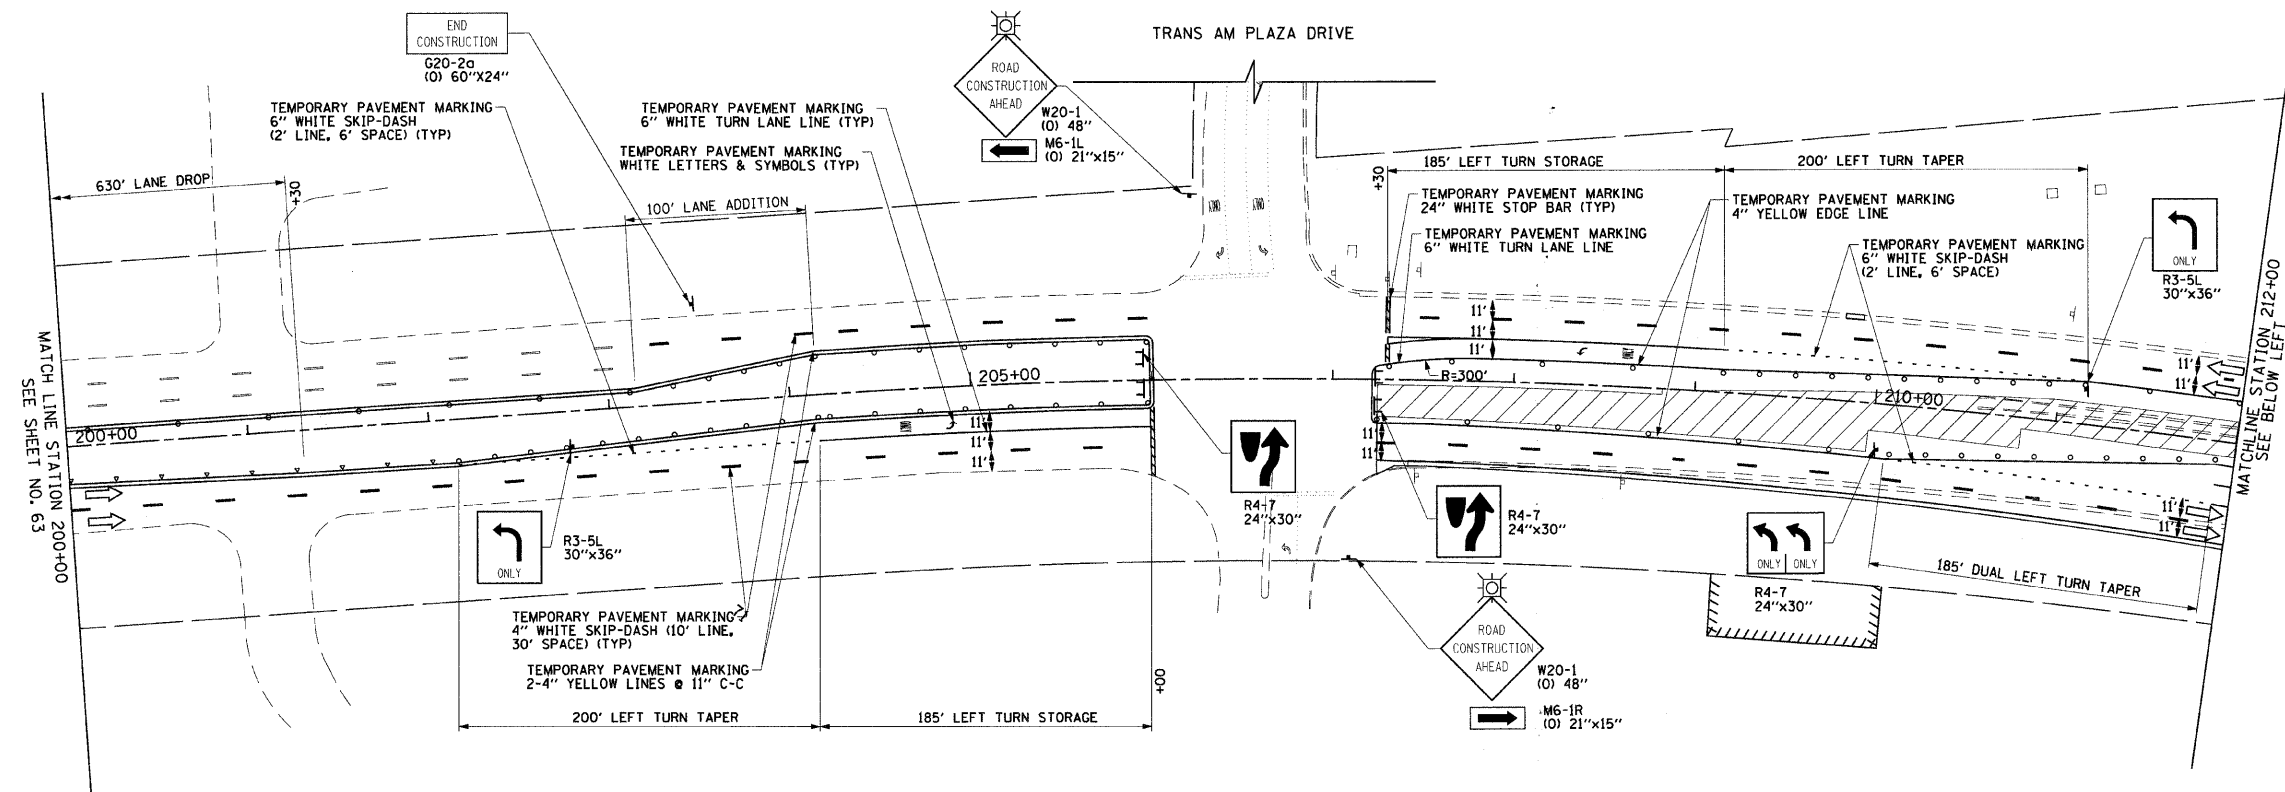 END
CONSTRUCTION
G20-2a
(O) 60"X24"
TRANS AM PLAZA DRIVE
ROAD
CONSTRUCTION
AHEAD
W20-1
(O) 48"
M6-1L
(O) 21"x15"
TEMPORARY PAVEMENT MARKING
6" WHITE SKIP-DASH
(2' LINE, 6' SPACE) (TYP)
TEMPORARY PAVEMENT MARKING
6" WHITE TURN LANE LINE (TYP)
TEMPORARY PAVEMENT MARKING
WHITE LETTERS & SYMBOLS (TYP)
630' LANE DROP
+30
100' LANE ADDITION
+30
185' LEFT TURN STORAGE
200' LEFT TURN TAPER
TEMPORARY PAVEMENT MARKING
24" WHITE STOP BAR (TYP)
TEMPORARY PAVEMENT MARKING
4" YELLOW EDGE LINE
TEMPORARY PAVEMENT MARKING
6" WHITE TURN LANE LINE
TEMPORARY PAVEMENT MARKING
6" WHITE SKIP-DASH
(2' LINE, 6' SPACE)
ONLY
R3-5L
30"x36"
MATCHLINE STATION 212+00
SEE BELOW LEFT
MATCH LINE STATION 200+00
SEE SHEET NO. 63
200+00
205+00
210+00
R=300'
11'
11'
11'
11'
11'
11'
11'
11'
11'
11'
11'
11'
ONLY
R3-5L
30"x36"
R4-7
24"x30"
R4-7
24"x30"
ONLY ONLY
R4-7
24"x30"
185' DUAL LEFT TURN TAPER
TEMPORARY PAVEMENT MARKING
4" WHITE SKIP-DASH (10' LINE,
30' SPACE) (TYP)
TEMPORARY PAVEMENT MARKING
2-4" YELLOW LINES @ 11" C-C
200' LEFT TURN TAPER
185' LEFT TURN STORAGE
+00
ROAD
CONSTRUCTION
AHEAD
W20-1
(O) 48"
M6-1R
(O) 21"x15"